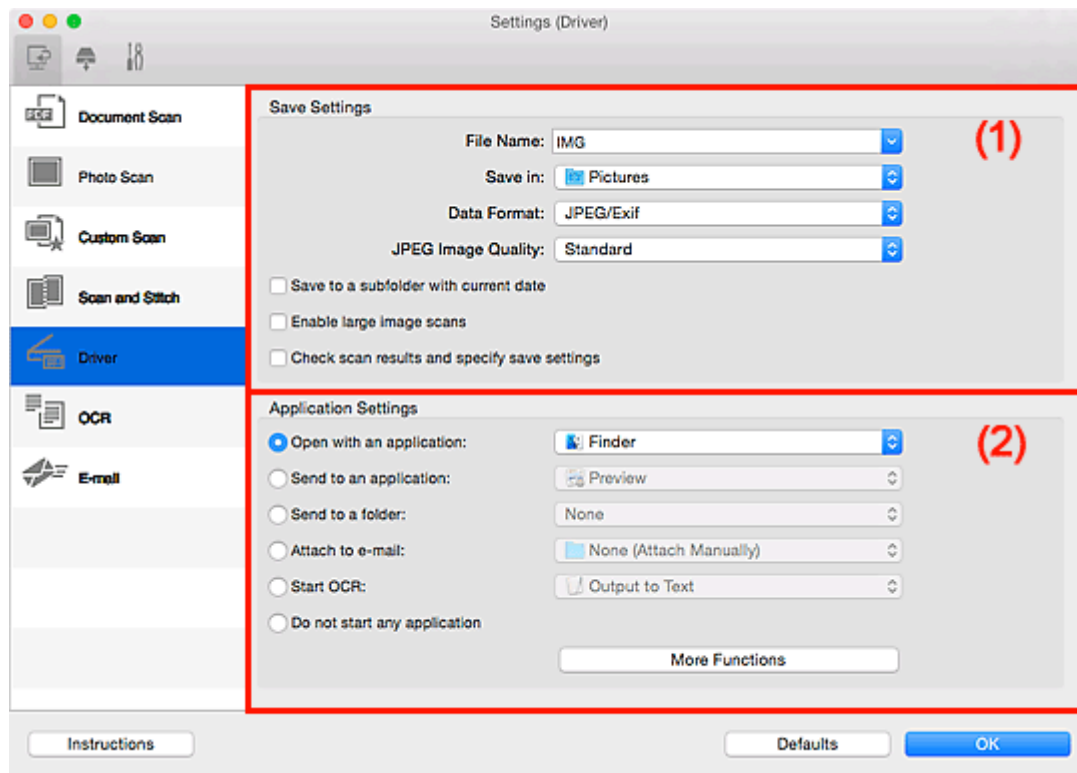 Settings (Driver)
Document Scan
Photo Scan
Custom Scan
Scan and Stitch
Driver
OCR
E-mail
Save Settings
(1)
File Name: IMG
Save in: Pictures
Data Format: JPEG/Exif
JPEG Image Quality: Standard
Save to a subfolder with current date
Enable large image scans
Check scan results and specify save settings
Application Settings
(2)
Open with an application: Finder
Send to an application: Preview
Send to a folder: None
Attach to e-mail: None (Attach Manually)
Start OCR: Output to Text
Do not start any application
More Functions
Instructions
Defaults
OK